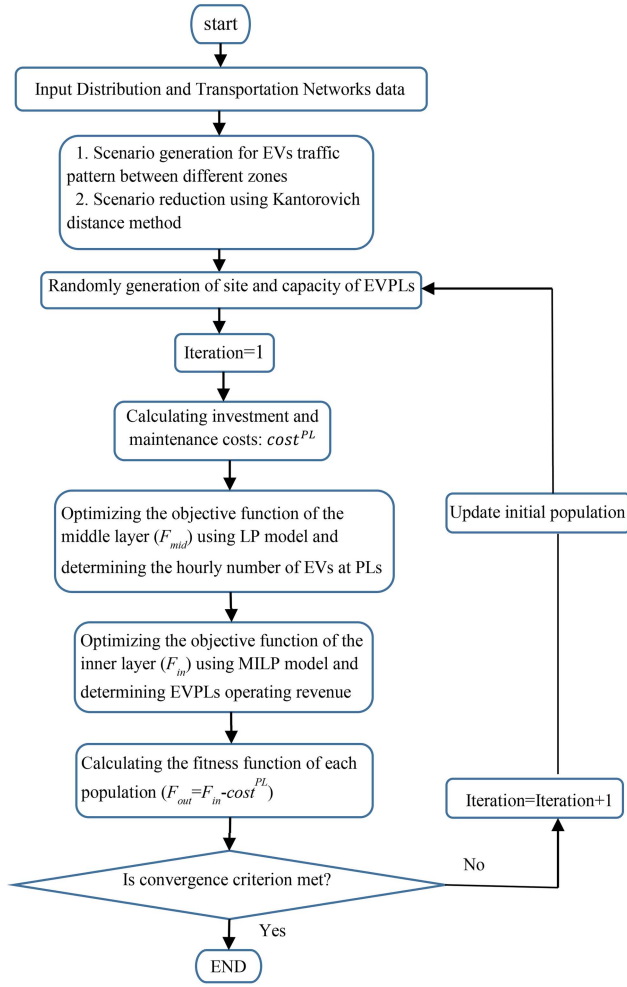 start
Input Distribution and Transportation Networks data
1. Scenario generation for EVs traffic
pattern between different zones
2. Scenario reduction using Kantorovich
distance method
Randomly generation of site and capacity of EVPLs
Iteration=1
Calculating investment and
maintenance costs: cost^PL
Optimizing the objective function of the
middle layer (F_mid) using LP model and
determining the hourly number of EVs at PLs
Optimizing the objective function of the
inner layer (F_in) using MILP model and
determining EVPLs operating revenue
Calculating the fitness function of each
population (F_out=F_in-cost^PL)
Is convergence criterion met?
No
Iteration=Iteration+1
Update initial population
Yes
END